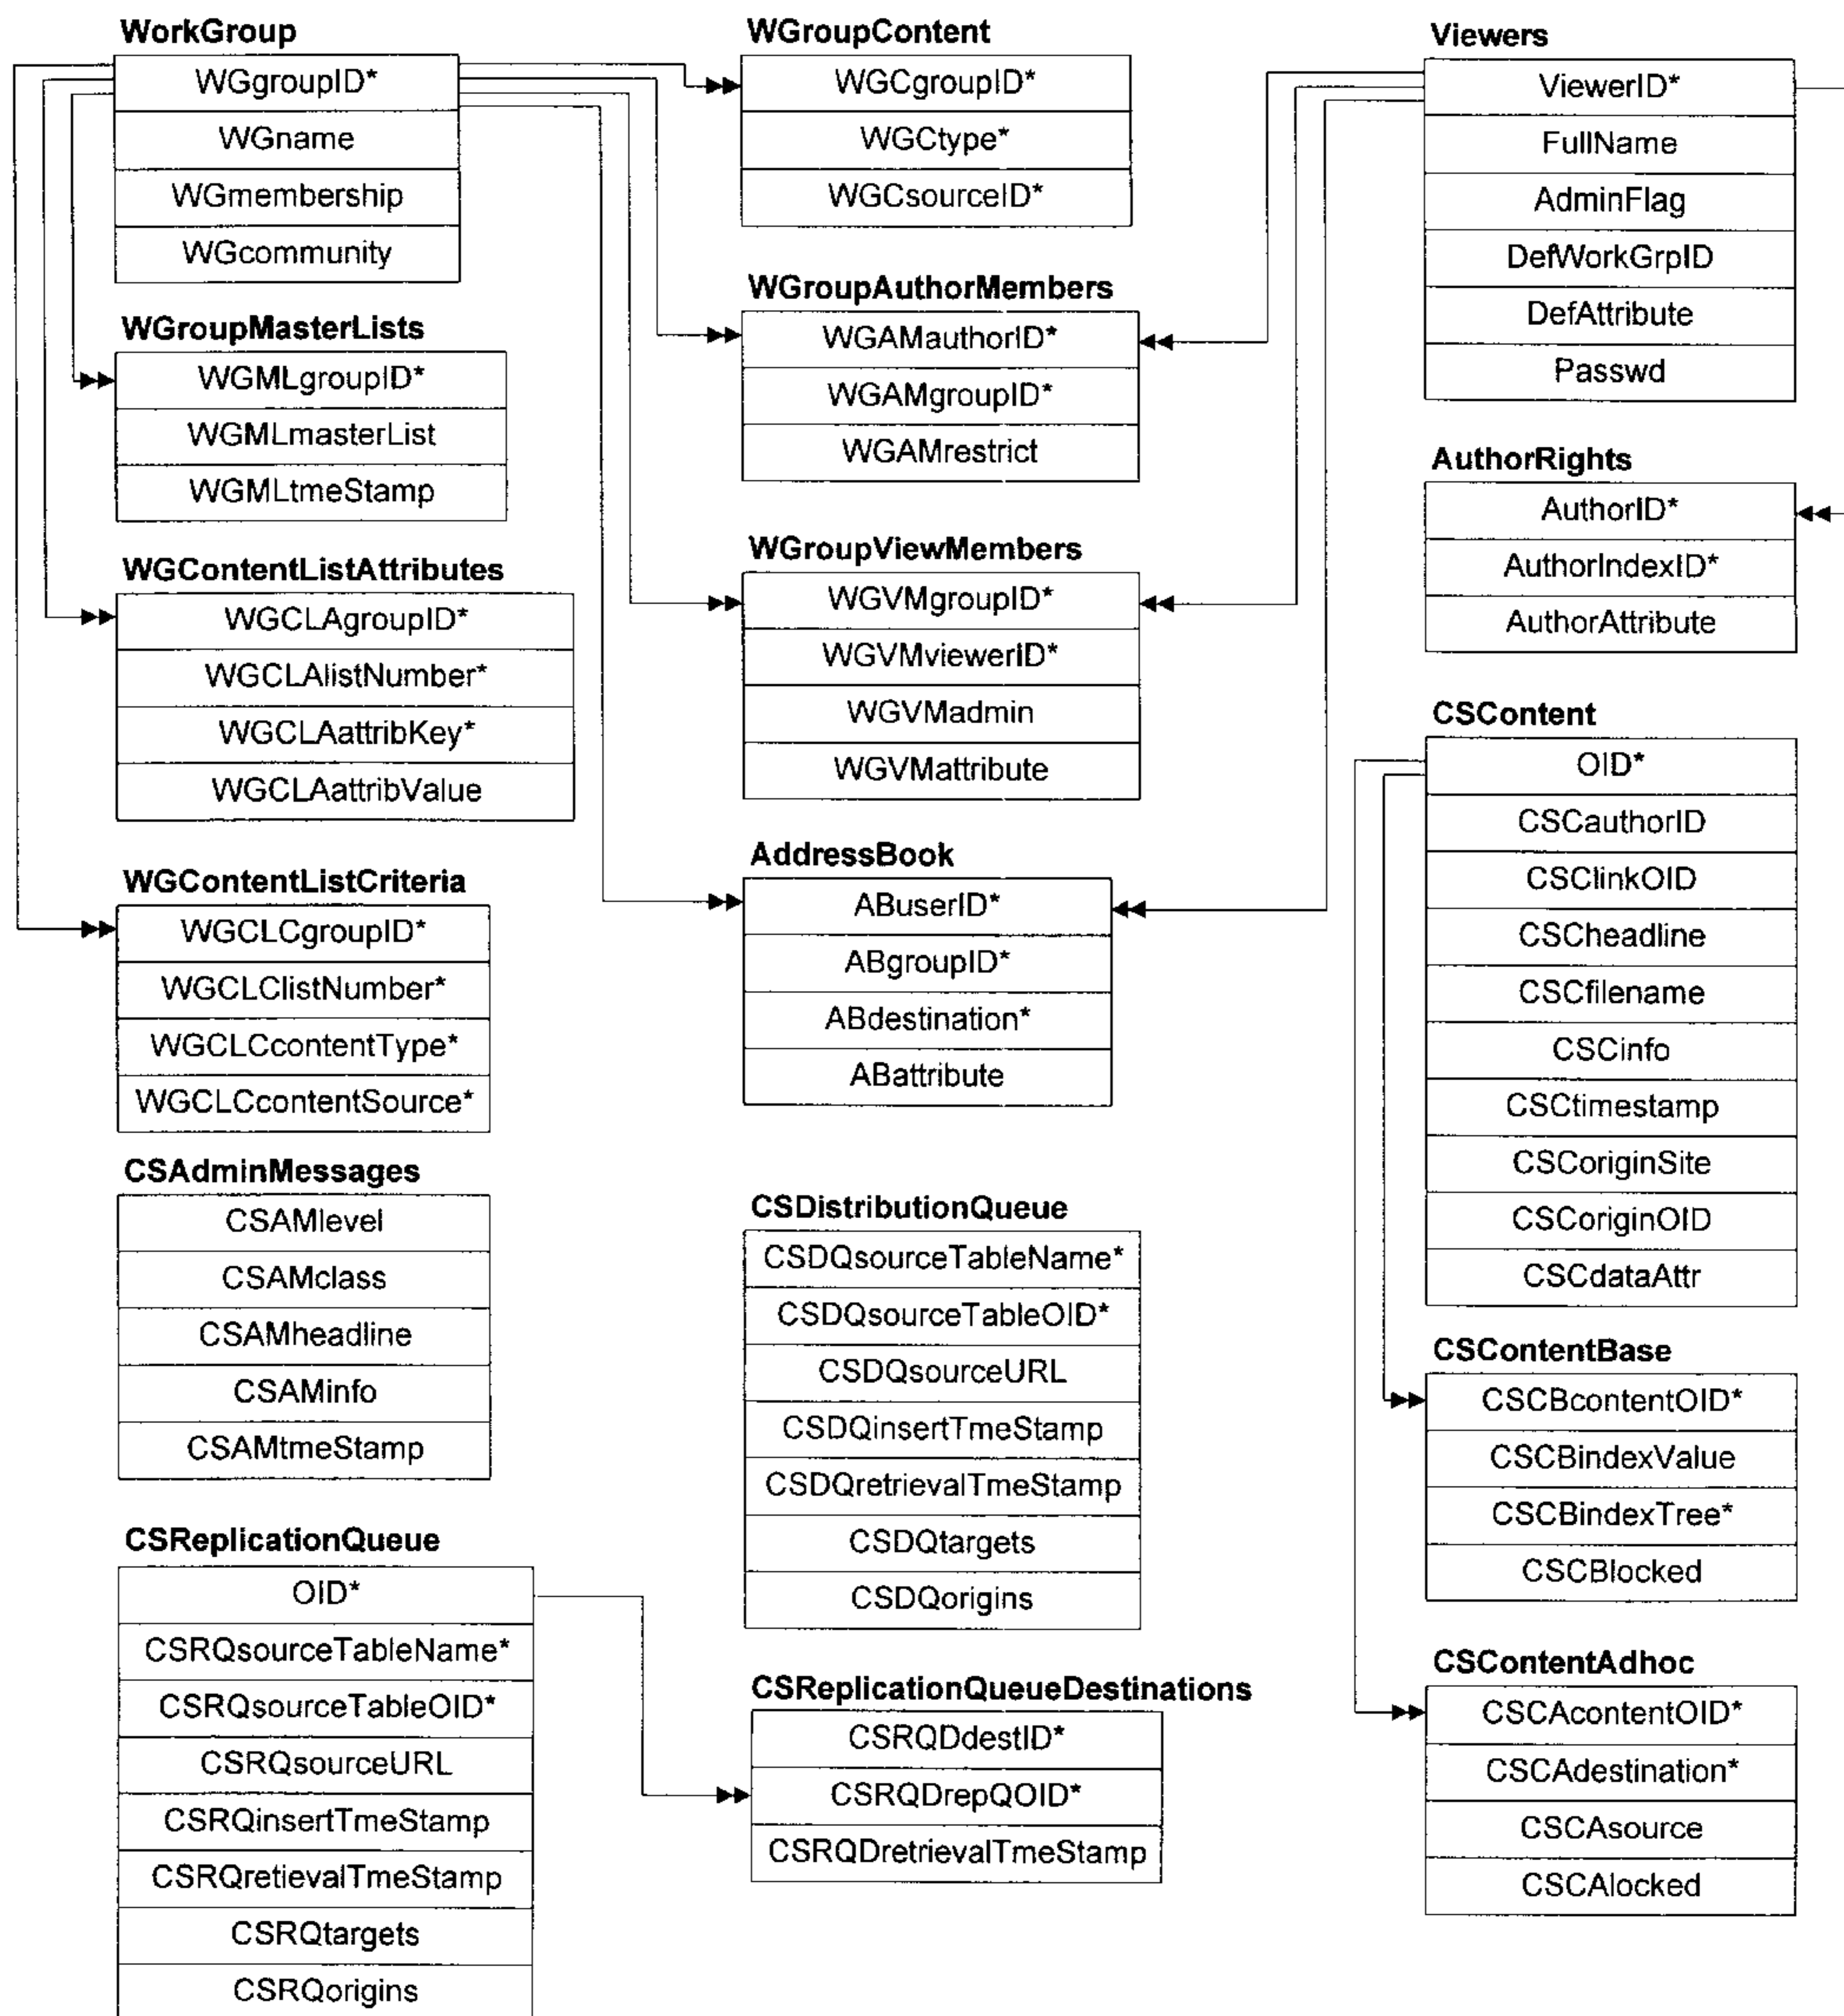 WorkGroup
WGgroupID*
WGname
WGmembership
WGcommunity
WGroupMasterLists
WGMLgroupID*
WGMLmasterList
WGMLtmeStamp
WGContentListAttributes
WGCLAgroupID*
WGCLAlistNumber*
WGCLAattribKey*
WGCLAattribValue
WGContentListCriteria
WGCLCgroupID*
WGCLClistNumber*
WGCLCcontentType*
WGCLCcontentSource*
CSAdminMessages
CSAMlevel
CSAMclass
CSAMheadline
CSAMinfo
CSAMtmeStamp
CSReplicationQueue
OID*
CSRQsourceTableName*
CSRQsourceTableOID*
CSRQsourceURL
CSRQinsertTmeStamp
CSRQretievalTmeStamp
CSRQtargets
CSRQorigins
WGroupContent
WGCgroupID*
WGCtype*
WGCsourceID*
WGroupAuthorMembers
WGAMauthorID*
WGAMgroupID*
WGAMrestrict
WGroupViewMembers
WGVMgroupID*
WGVMviewerID*
WGVMadmin
WGVMattribute
AddressBook
ABuserID*
ABgroupID*
ABdestination*
ABattribute
CSDistributionQueue
CSDQsourceTableName*
CSDQsourceTableOID*
CSDQsourceURL
CSDQinsertTmeStamp
CSDQretrievalTmeStamp
CSDQtargets
CSDQorigins
CSReplicationQueueDestinations
CSRQDdestID*
CSRQDrepQOID*
CSRQDretrievalTmeStamp
Viewers
ViewerID*
FullName
AdminFlag
DefWorkGrpID
DefAttribute
Passwd
AuthorRights
AuthorID*
AuthorIndexID*
AuthorAttribute
CSContent
OID*
CSCauthorID
CSClinkOID
CSCheadline
CSCfilename
CSCinfo
CSCtimestamp
CSCoriginSite
CSCoriginOID
CSCdataAttr
CSContentBase
CSCBcontentOID*
CSCBindexValue
CSCBindexTree*
CSCBlocked
CSContentAdhoc
CSCAcontentOID*
CSCAdestination*
CSCAsource
CSCAlocked